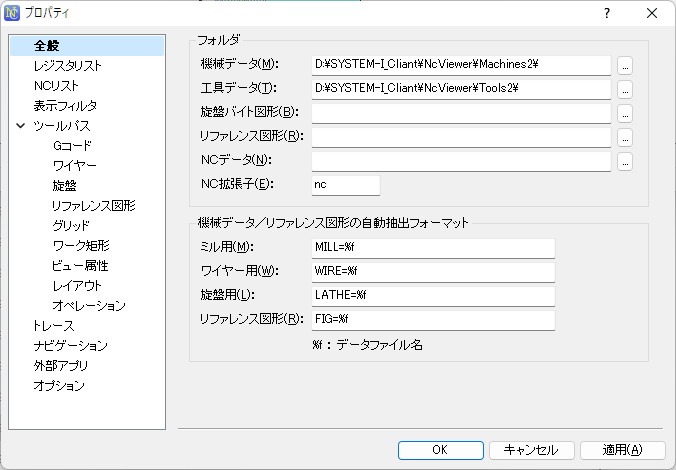 プロパティ
?
全般
レジスタリスト
NCリスト
表示フィルタ
ツールパス
Gコード
ワイヤー
旋盤
リファレンス図形
グリッド
ワーク矩形
ビュー属性
レイアウト
オペレーション
トレース
ナビゲーション
外部アプリ
オプション
フォルダ
機械データ(M): D:¥SYSTEM-I_Cliant¥NcViewer¥Machines2¥ ...
工具データ(T): D:¥SYSTEM-I_Cliant¥NcViewer¥Tools2¥ ...
旋盤バイト図形(B): ...
リファレンス図形(R): ...
NCデータ(N): ...
NC拡張子(E): nc
機械データ/リファレンス図形の自動抽出フォーマット
ミル用(M): MILL=%f
ワイヤー用(W): WIRE=%f
旋盤用(L): LATHE=%f
リファレンス図形(R): FIG=%f
%f : データファイル名
OK キャンセル 適用(A)